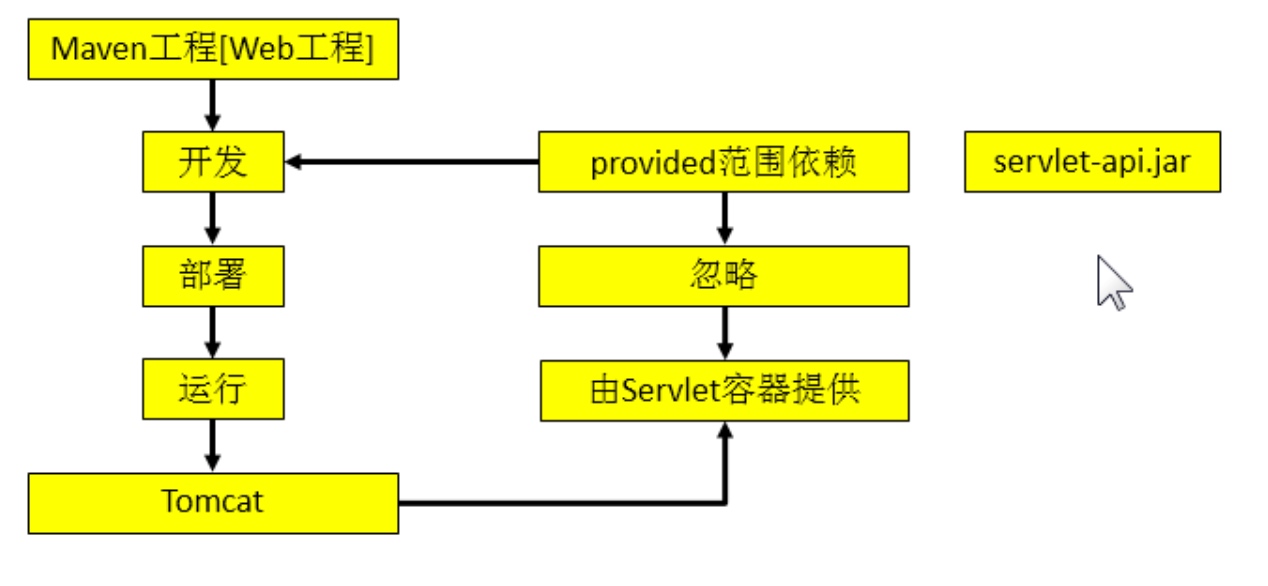 Maven工程[Web工程]
开发
provided范围依赖
servlet-api.jar
部署
忽略
运行
由Servlet容器提供
Tomcat